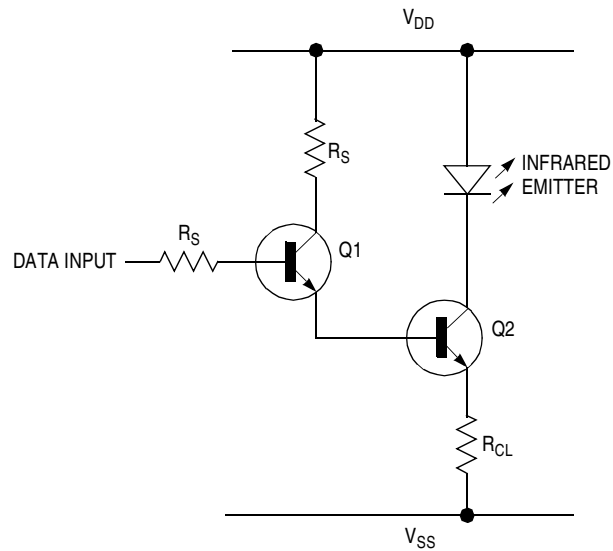 V_DD
R_S
INFRARED
EMITTER
R_S
DATA INPUT
Q1
Q2
R_CL
V_SS